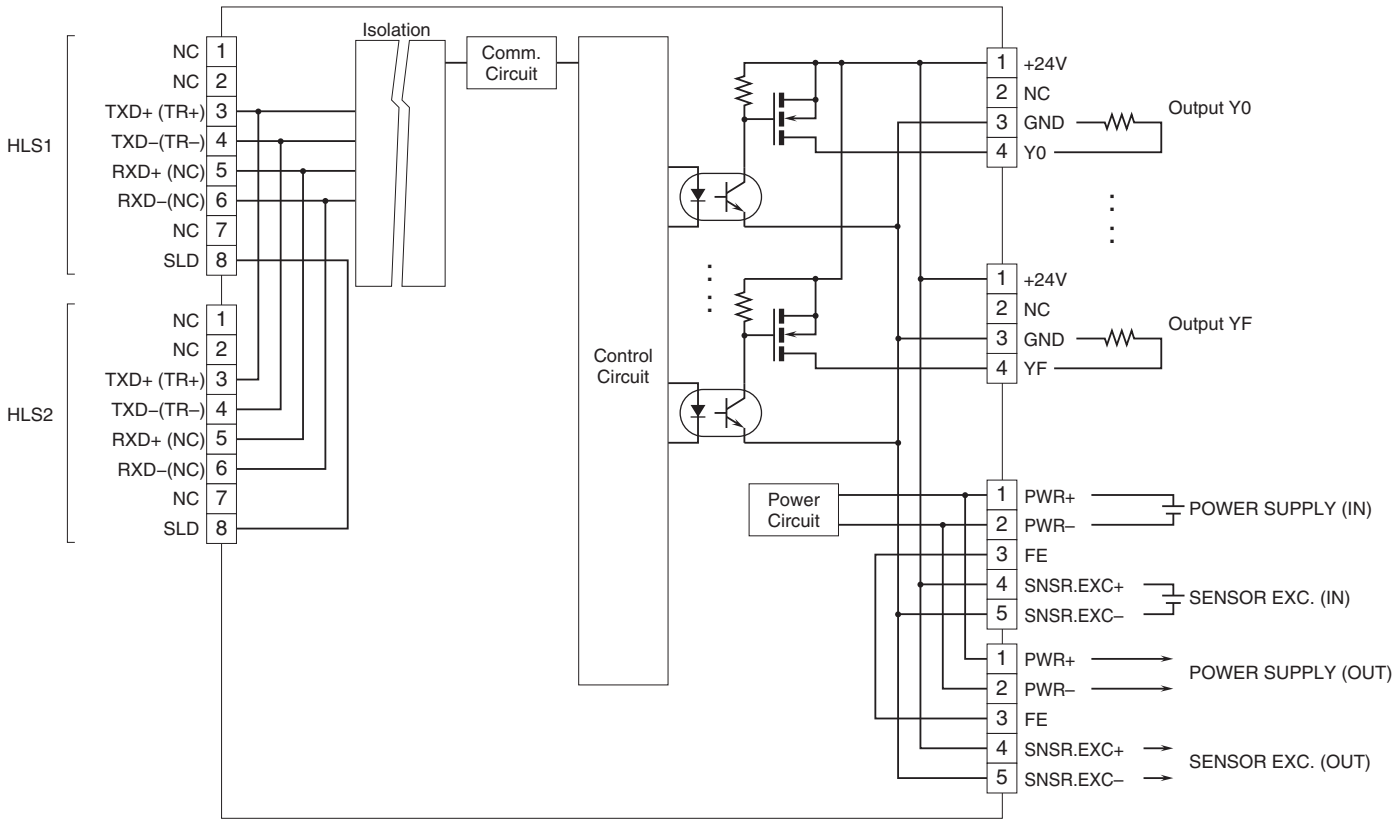 HLS1
NC 1
NC 2
TXD+ (TR+) 3
TXD–(TR–) 4
RXD+ (NC) 5
RXD–(NC) 6
NC 7
SLD 8
HLS2
NC 1
NC 2
TXD+ (TR+) 3
TXD–(TR–) 4
RXD+ (NC) 5
RXD–(NC) 6
NC 7
SLD 8
Isolation
Comm.
Circuit
Control
Circuit
Power
Circuit
1 +24V
2 NC
3 GND
4 Y0
Output Y0
1 +24V
2 NC
3 GND
4 YF
Output YF
1 PWR+
2 PWR–
POWER SUPPLY (IN)
3 FE
4 SNSR.EXC+
5 SNSR.EXC–
SENSOR EXC. (IN)
1 PWR+
2 PWR–
POWER SUPPLY (OUT)
3 FE
4 SNSR.EXC+
5 SNSR.EXC–
SENSOR EXC. (OUT)